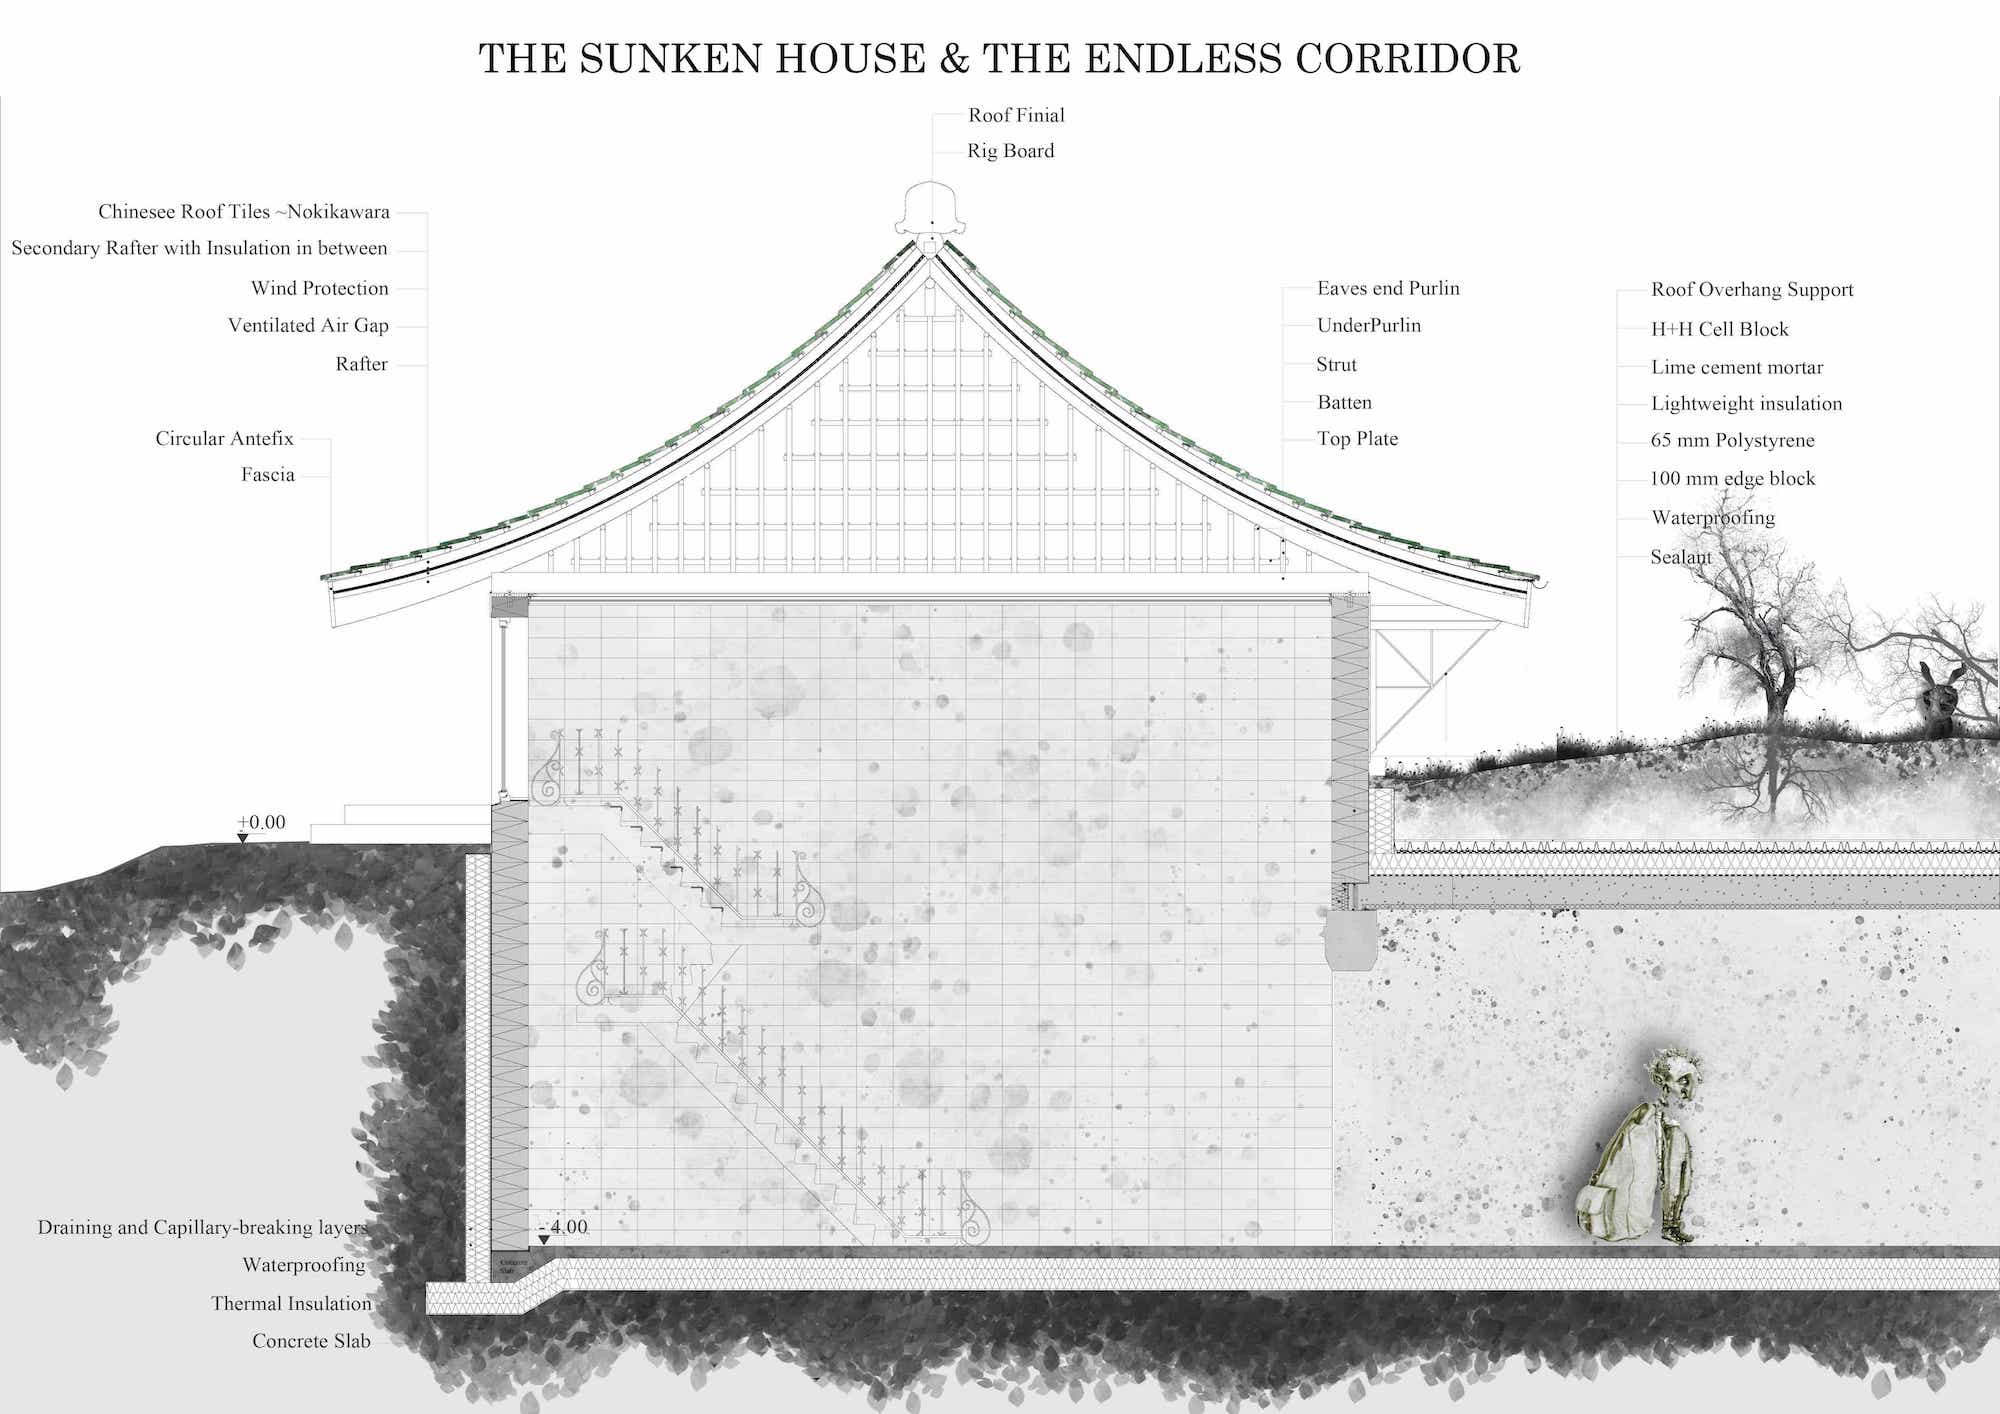 THE SUNKEN HOUSE & THE ENDLESS CORRIDOR
Roof Finial
Rig Board
Chinesee Roof Tiles ~Nokikawara
Secondary Rafter with Insulation in between
Wind Protection
Ventilated Air Gap
Rafter
Circular Antefix
Fascia
Eaves end Purlin
UnderPurlin
Strut
Batten
Top Plate
Roof Overhang Support
H+H Cell Block
Lime cement mortar
Lightweight insulation
65 mm Polystyrene
100 mm edge block
Waterproofing
Sealant
+0.00
- 4.00
Draining and Capillary-breaking layers
Waterproofing
Thermal Insulation
Concrete Slab
Concrete
Slab